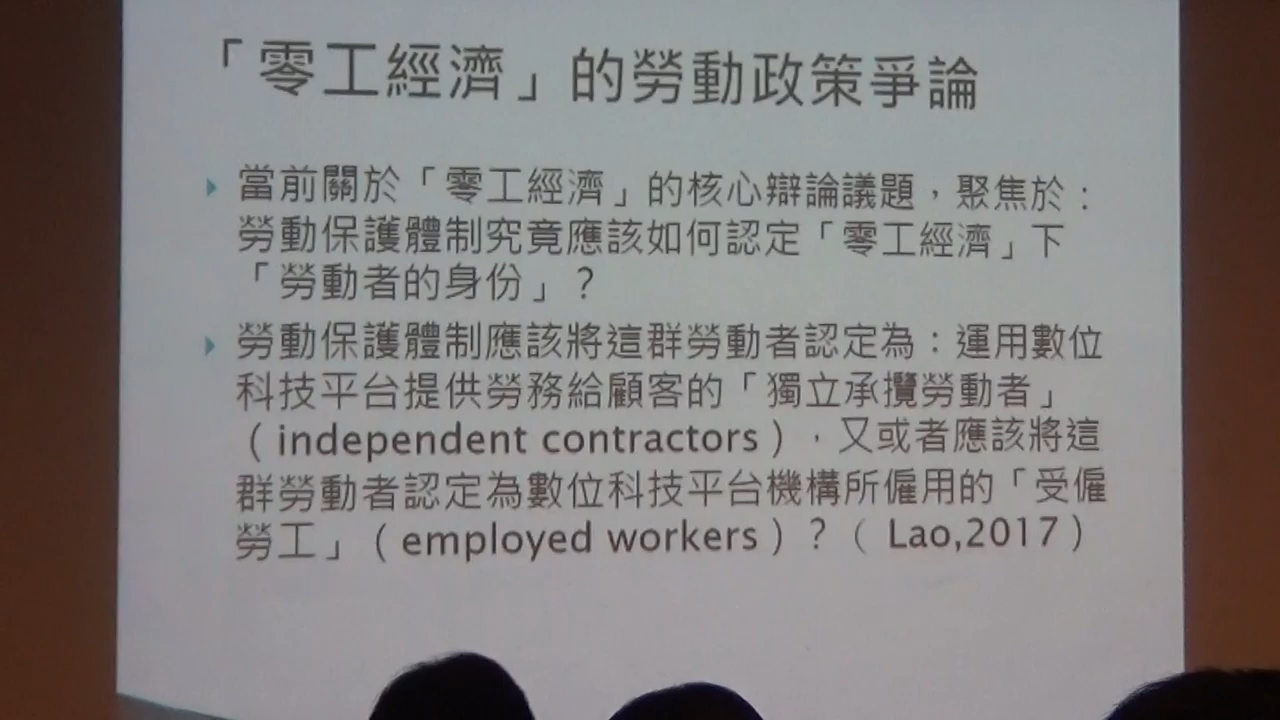 「零工經濟」的勞動政策爭論
當前關於「零工經濟」的核心辯論議題，聚焦於：
勞動保護體制究竟應該如何認定「零工經濟」下
「勞動者的身份」？
勞動保護體制應該將這群勞動者認定為：運用數位
科技平台提供勞務給顧客的「獨立承攬勞動者」
（independent contractors），又或者應該將這
群勞動者認定為數位科技平台機構所僱用的「受僱
勞工」（employed workers）？（Lao,2017）